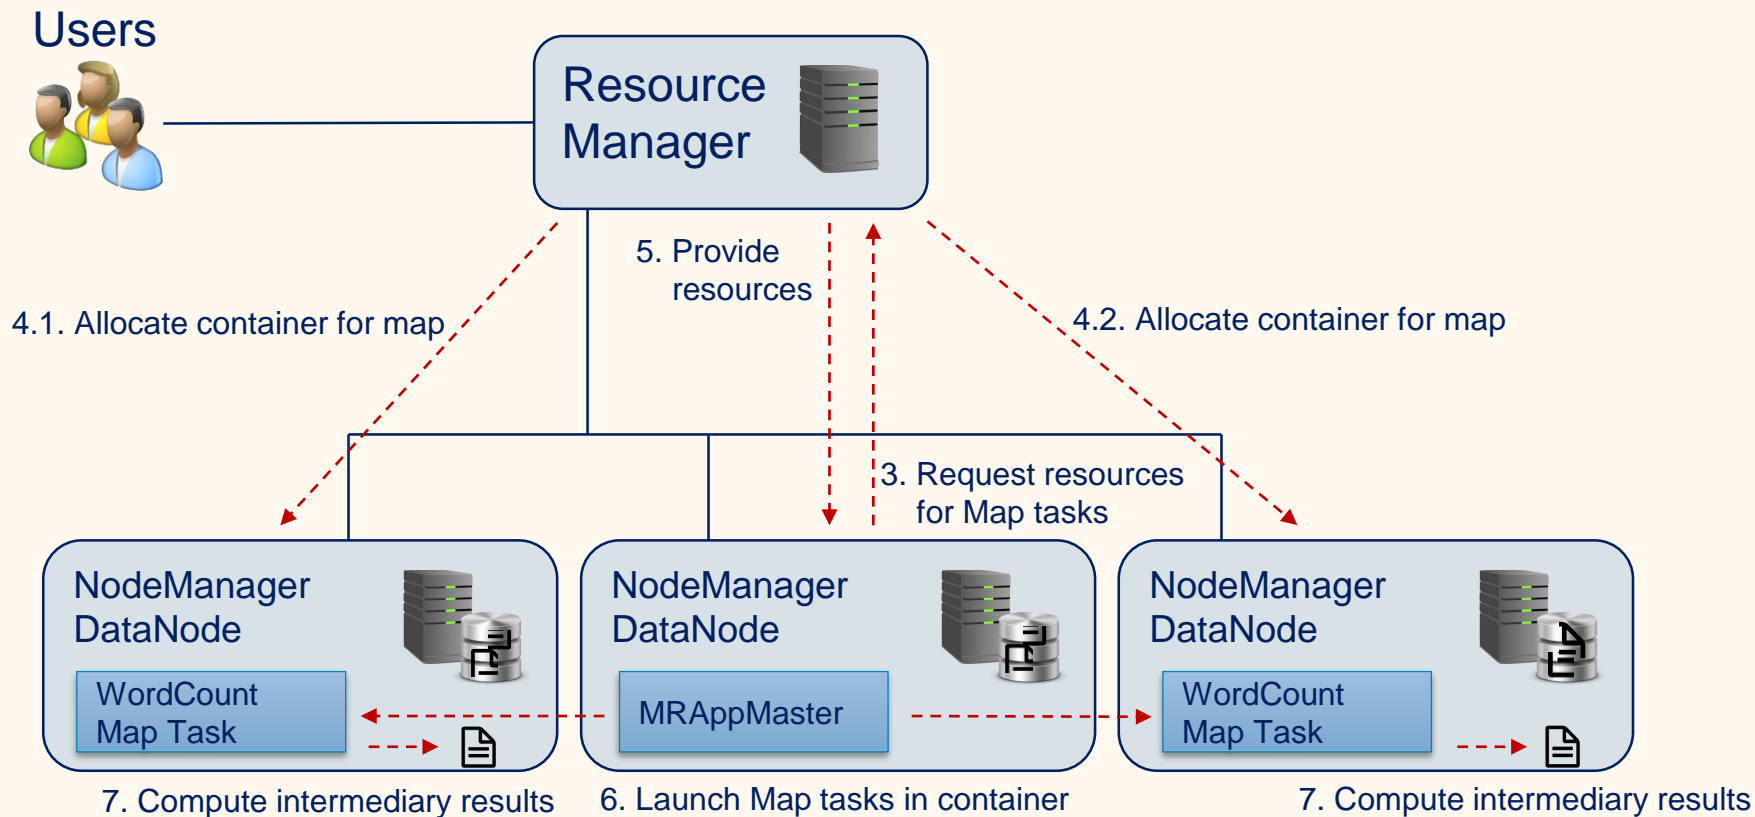 Users
Resource
Manager
5. Provide
resources
4.1. Allocate container for map
4.2. Allocate container for map
3. Request resources
for Map tasks
NodeManager
DataNode
WordCount
Map Task
NodeManager
DataNode
MRAppMaster
NodeManager
DataNode
WordCount
Map Task
7. Compute intermediary results
6. Launch Map tasks in container
7. Compute intermediary results